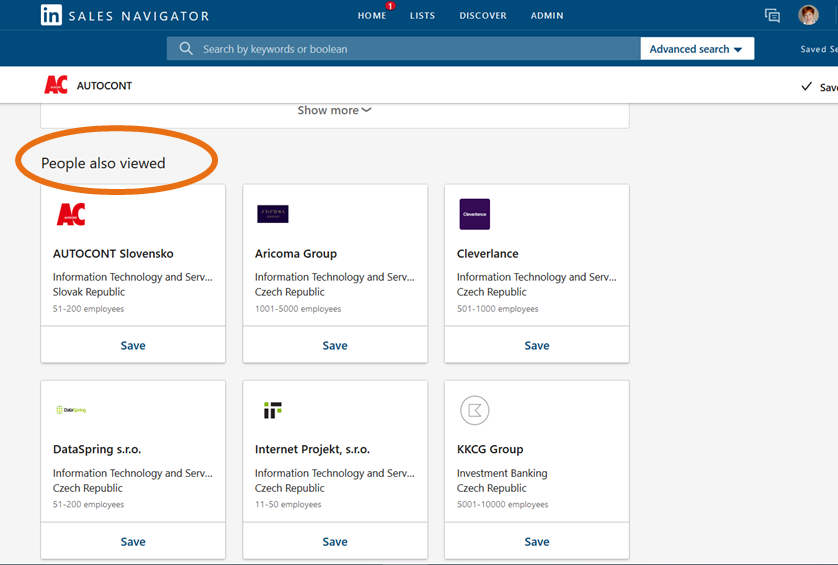 in SALES NAVIGATOR
HOME 1 LISTS DISCOVER ADMIN
Search by keywords or boolean
Advanced search
Saved Se
AC AUTOCONT
Save
Show more
People also viewed
AC
AUTOCONT Slovensko
Information Technology and Serv...
Slovak Republic
51-200 employees
Save
ARICOMA
GROUP
Aricoma Group
Information Technology and Serv...
Czech Republic
1001-5000 employees
Save
Cleverlance
Cleverlance
Information Technology and Serv...
Czech Republic
501-1000 employees
Save
DataSpring
DataSpring s.r.o.
Information Technology and Serv...
Czech Republic
51-200 employees
Save
Internet Projekt, s.r.o.
Information Technology and Serv...
Czech Republic
11-50 employees
Save
KKCG Group
Investment Banking
Czech Republic
5001-10000 employees
Save